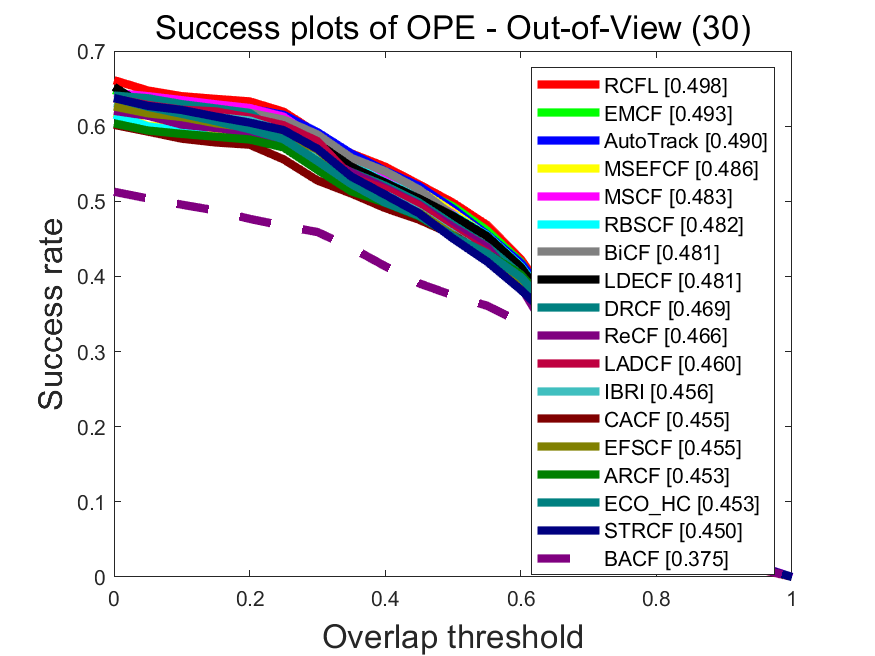 Success plots of OPE - Out-of-View (30)
0.7
0.6
0.5
0.4
0.3
0.2
0.1
0
Success rate
RCFL [0.498]
EMCF [0.493]
AutoTrack [0.490]
MSEFCF [0.486]
MSCF [0.483]
RBSCF [0.482]
BiCF [0.481]
LDECF [0.481]
DRCF [0.469]
ReCF [0.466]
LADCF [0.460]
IBRI [0.456]
CACF [0.455]
EFSCF [0.455]
ARCF [0.453]
ECO_HC [0.453]
STRCF [0.450]
BACF [0.375]
0 0.2 0.4 0.6 0.8 1
Overlap threshold